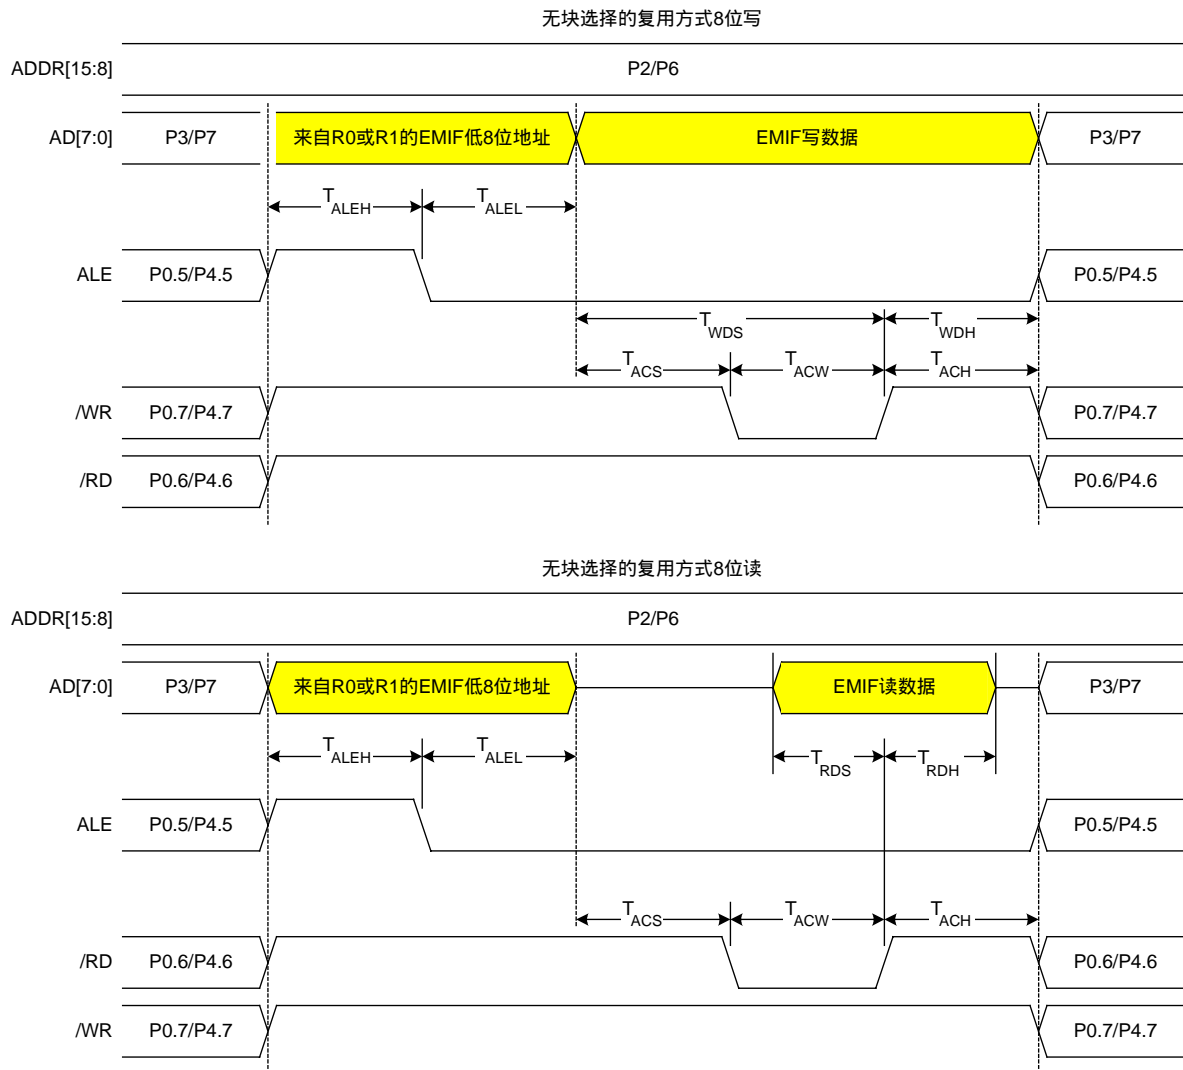 无块选择的复用方式8位写
ADDR[15:8] P2/P6
AD[7:0] P3/P7 来自R0或R1的EMIF低8位地址 EMIF写数据 P3/P7
TALEH TALEL
ALE P0.5/P4.5 P0.5/P4.5
TWDS TWDH
TACS TACW TACH
/WR P0.7/P4.7 P0.7/P4.7
/RD P0.6/P4.6 P0.6/P4.6
无块选择的复用方式8位读
ADDR[15:8] P2/P6
AD[7:0] P3/P7 来自R0或R1的EMIF低8位地址 EMIF读数据 P3/P7
TALEH TALEL TRDS TRDH
ALE P0.5/P4.5 P0.5/P4.5
TACS TACW TACH
/RD P0.6/P4.6 P0.6/P4.6
/WR P0.7/P4.7 P0.7/P4.7